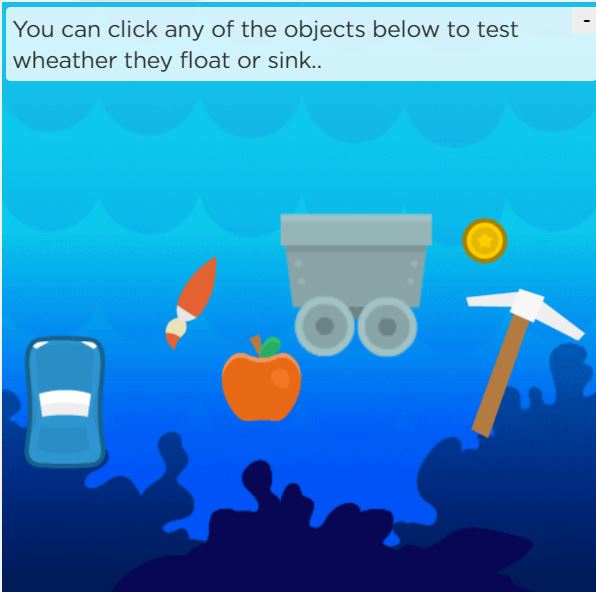 You can click any of the objects below to test
wheather they float or sink..
-